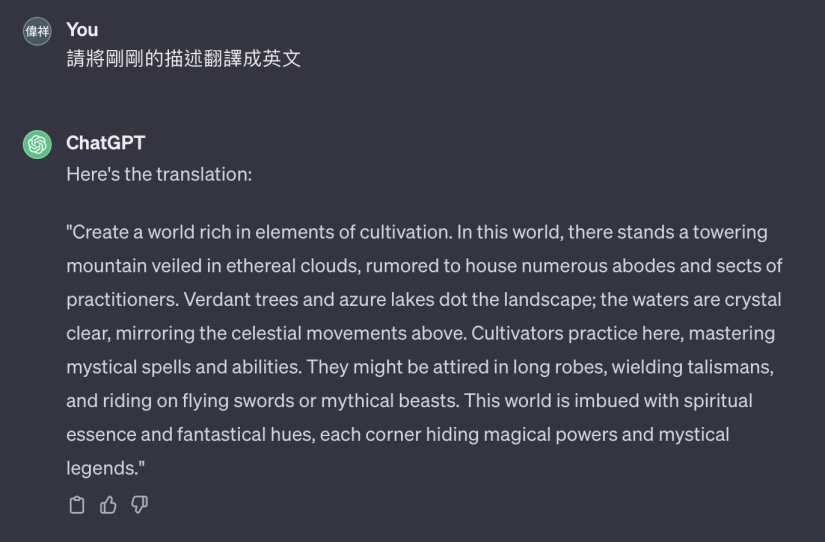 偉祥
You
請將剛剛的描述翻譯成英文
ChatGPT
Here's the translation:
"Create a world rich in elements of cultivation. In this world, there stands a towering
mountain veiled in ethereal clouds, rumored to house numerous abodes and sects of
practitioners. Verdant trees and azure lakes dot the landscape; the waters are crystal
clear, mirroring the celestial movements above. Cultivators practice here, mastering
mystical spells and abilities. They might be attired in long robes, wielding talismans,
and riding on flying swords or mythical beasts. This world is imbued with spiritual
essence and fantastical hues, each corner hiding magical powers and mystical
legends."